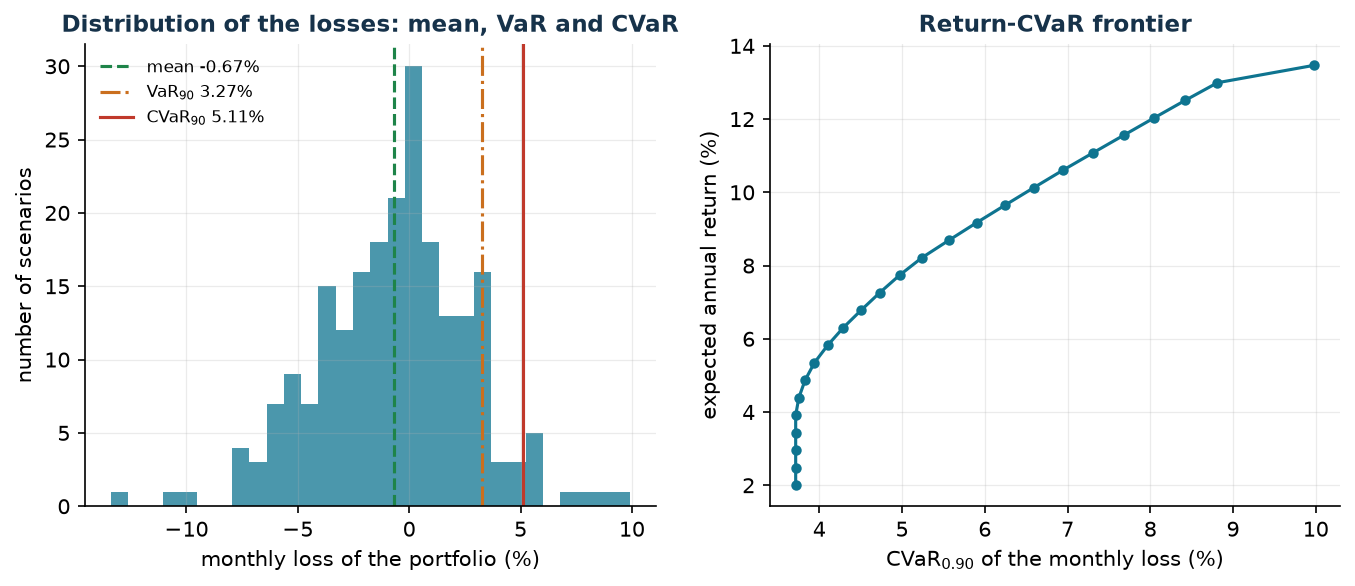 Distribution of the losses: mean, VaR and CVaR
mean -0.67%
VaR90 3.27%
CVaR90 5.11%
number of scenarios
30
25
20
15
10
5
0
−10
−5
0
5
10
monthly loss of the portfolio (%)
Return-CVaR frontier
expected annual return (%)
14
12
10
8
6
4
2
4
5
6
7
8
9
10
CVaR0.90 of the monthly loss (%)